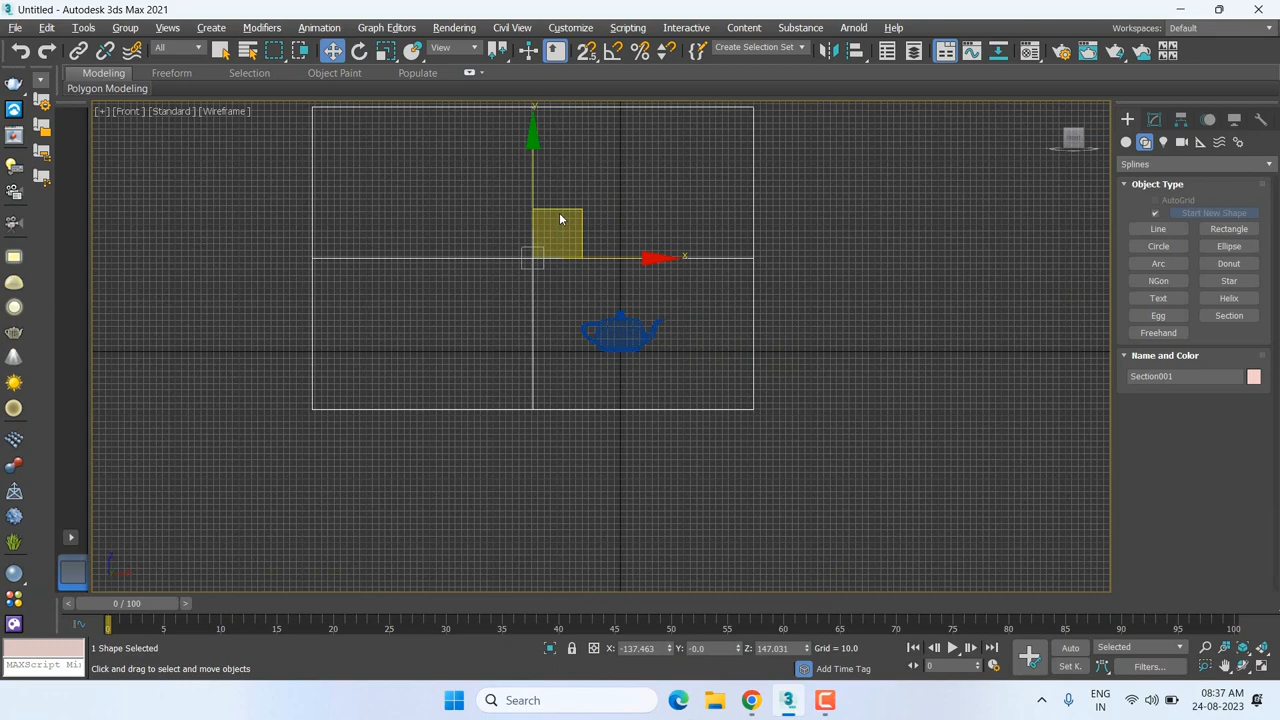 Untitled - Autodesk 3ds Max 2021
File Edit Tools Group Views Create Modifiers Animation Graph Editors Rendering Civil View Customize Scripting Interactive Content Substance Arnold Help Workspaces: Default
All View Create Selection Set
Modeling Freeform Selection Object Paint Populate
Polygon Modeling
[+] [Front] [Standard] [Wireframe]
y
FRONT
Splines
Object Type
AutoGrid
Start New Shape
Line Rectangle
Circle Ellipse
x
Arc Donut
NGon Star
Text Helix
Egg Section
Freehand
Name and Color
Section001
z
x
< 0 / 100 >
0 5 10 15 20 25 30 35 40 45 50 55 60 65 70 75 80 85 90 95 100
1 Shape Selected X: -137.463 Y: -0.0 Z: 147.031 Grid = 10.0 Auto Selected
MAXScript Mi Click and drag to select and move objects Add Time Tag 0 Set K. Filters...
Search ENG IN 08:37 AM 24-08-2023